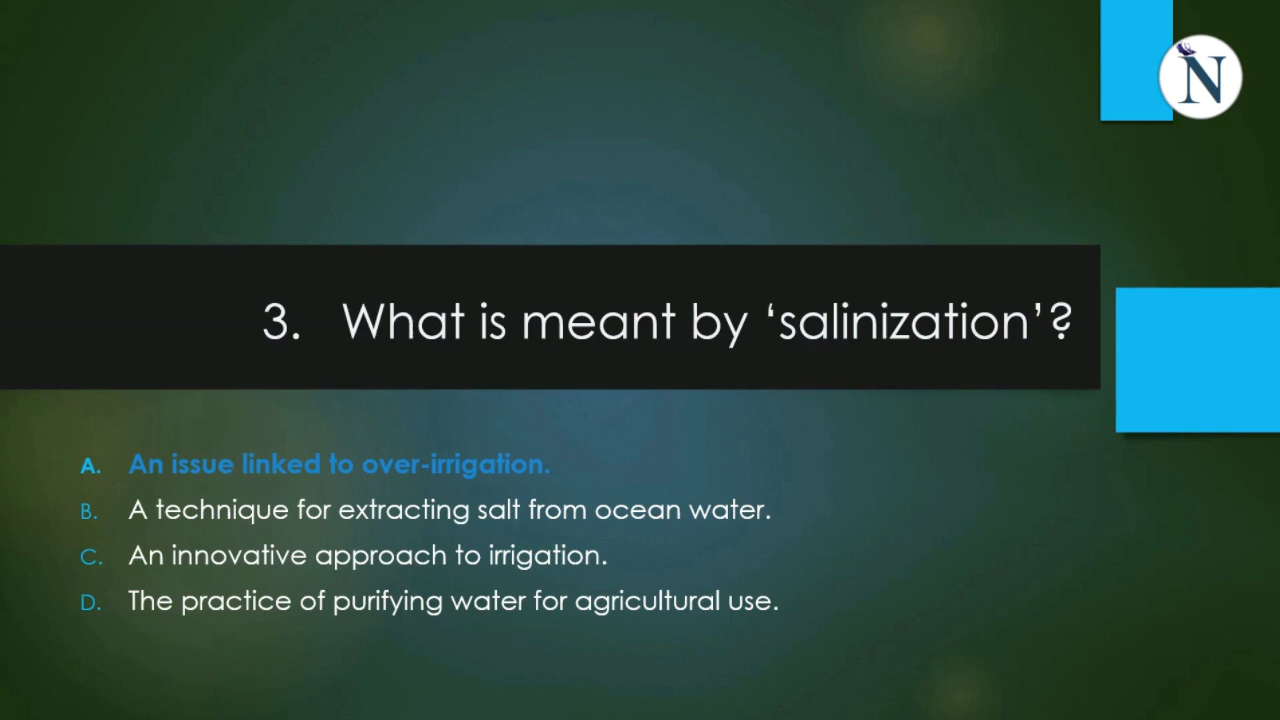 N
3. What is meant by ‘salinization’?
A. An issue linked to over-irrigation.
B. A technique for extracting salt from ocean water.
C. An innovative approach to irrigation.
D. The practice of purifying water for agricultural use.